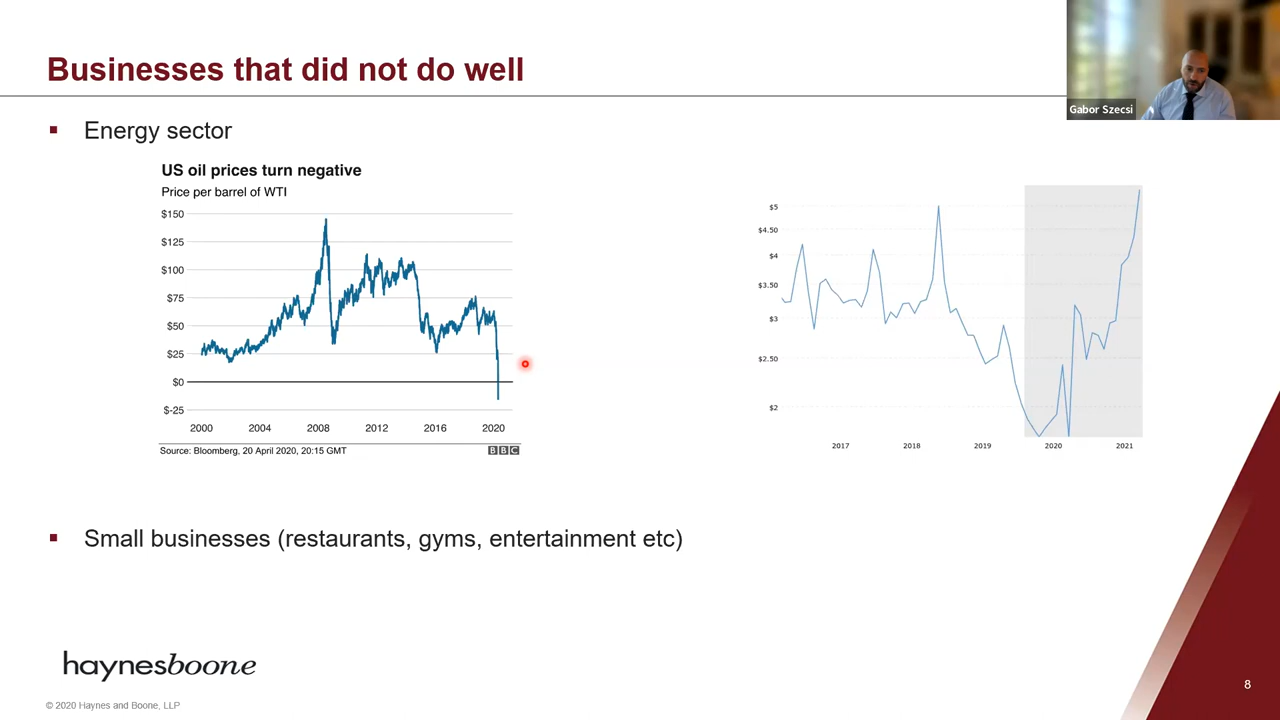 Businesses that did not do well
Gabor Szecsi
▪ Energy sector
US oil prices turn negative
Price per barrel of WTI
$150
$125
$100
$75
$50
$25
$0
$-25
2000 2004 2008 2012 2016 2020
Source: Bloomberg, 20 April 2020, 20:15 GMT
BBC
$5
$4.50
$4
$3.50
$3
$2.50
$2
2017 2018 2019 2020 2021
▪ Small businesses (restaurants, gyms, entertainment etc)
haynesboone
© 2020 Haynes and Boone, LLP
8